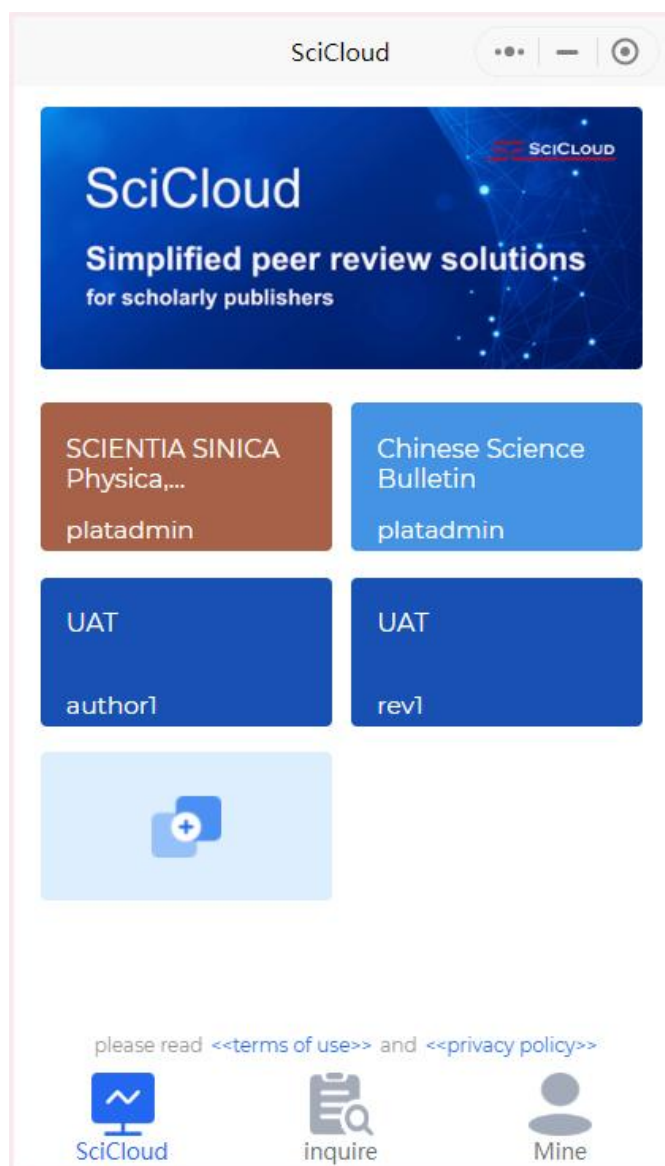 SciCloud
SCICLOUD
SciCloud
Simplified peer review solutions
for scholarly publishers
SCIENTIA SINICA
Physica,...
platadmin
Chinese Science
Bulletin
platadmin
UAT
author1
UAT
rev1
please read <<terms of use>> and <<privacy policy>>
SciCloud
inquire
Mine